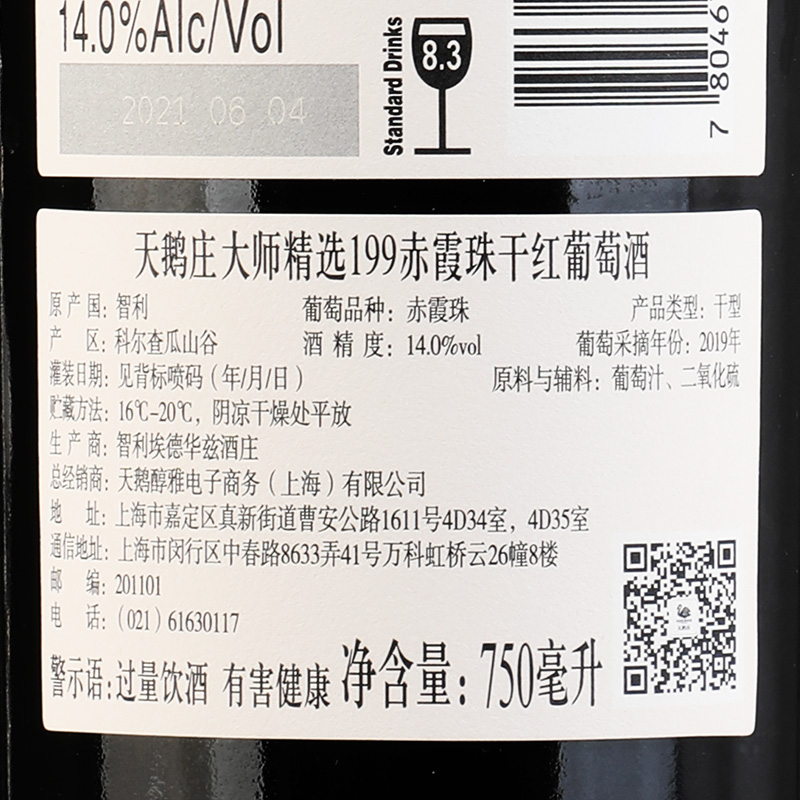 14.0%Alc/Vol
2021 06 04
Standard Drinks
8.3
7 8046
天鹅庄大师精选199赤霞珠干红葡萄酒
原产国：智利 葡萄品种：赤霞珠 产品类型：干型
产区：科尔查瓜山谷 酒精度：14.0%vol 葡萄采摘年份：2019年
灌装日期：见背标喷码（年/月/日） 原料与辅料：葡萄汁、二氧化硫
贮藏方法：16℃-20℃，阴凉干燥处平放
生产商：智利埃德华兹酒庄
总经销商：天鹅醇雅电子商务（上海）有限公司
地址：上海市嘉定区真新街道曹安公路1611号4D34室，4D35室
通信地址：上海市闵行区中春路8633弄41号万科虹桥云26幢8楼
邮编：201101
电话：（021）61630117
警示语：过量饮酒 有害健康 净含量：750毫升